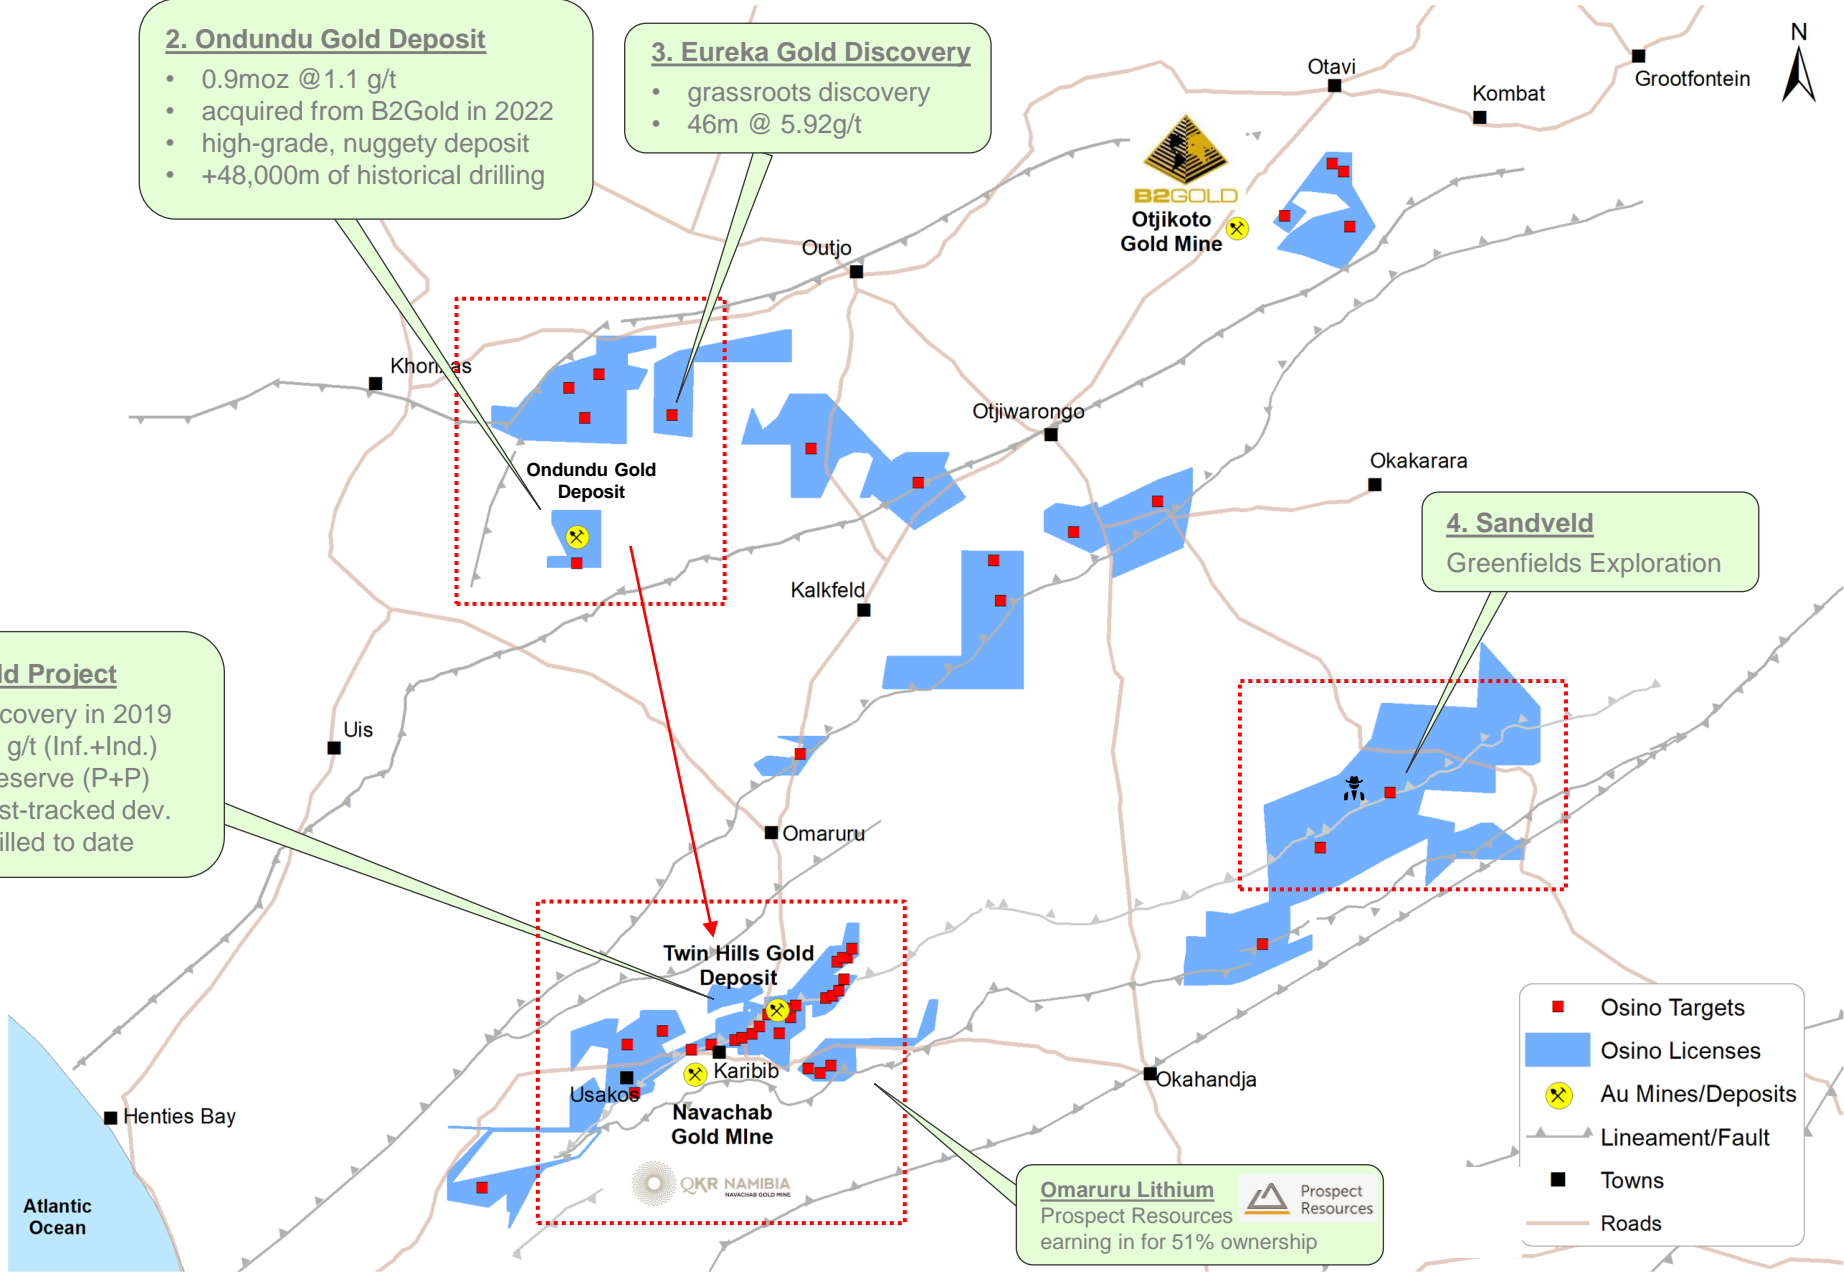 2. Ondundu Gold Deposit
• 0.9moz @1.1 g/t
• acquired from B2Gold in 2022
• high-grade, nuggety deposit
• +48,000m of historical drilling
3. Eureka Gold Discovery
• grassroots discovery
• 46m @ 5.92g/t
N
Otavi
Kombat
Grootfontein
B2GOLD
Otjikoto
Gold Mine
Outjo
Otjiwarongo
Okakarara
Ondundu Gold
Deposit
4. Sandveld
Greenfields Exploration
Kalkfeld
ld Project
covery in 2019
g/t (Inf.+Ind.)
eserve (P+P)
st-tracked dev.
illed to date
Uis
Omaruru
Twin Hills Gold
Deposit
Karibib
Usakos
Navachab
Gold MIne
QKR NAMIBIA
NAVACHAB GOLD MINE
Okahandja
Henties Bay
Atlantic
Ocean
Omaruru Lithium
Prospect Resources
earning in for 51% ownership
Prospect
Resources
Osino Targets
Osino Licenses
Au Mines/Deposits
Lineament/Fault
Towns
Roads